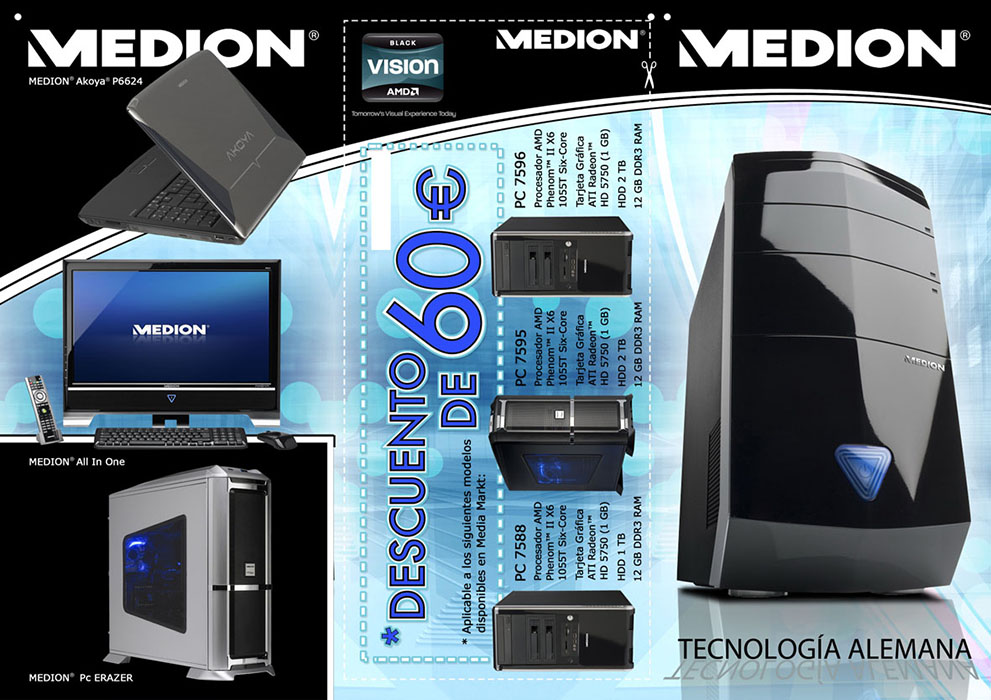 MEDION®
MEDION® Akoya® P6624
AKOYA
MEDION®
MEDION® All In One
MEDION® Pc ERAZER
BLACK
VISION
AMD
Tomorrow's Visual Experience Today
MEDION®
* DESCUENTO
DE 60€
* Aplicable a los siguientes modelos
disponibles en Media Markt:
PC 7588
Procesador AMD
Phenom™ II X6
1055T Six-Core
Tarjeta Gráfica
ATI Radeon™
HD 5750 (1 GB)
HDD 1 TB
12 GB DDR3 RAM
PC 7595
Procesador AMD
Phenom™ II X6
1055T Six-Core
Tarjeta Gráfica
ATI Radeon™
HD 5750 (1 GB)
HDD 2 TB
12 GB DDR3 RAM
PC 7596
Procesador AMD
Phenom™ II X6
1055T Six-Core
Tarjeta Gráfica
ATI Radeon™
HD 5750 (1 GB)
HDD 2 TB
12 GB DDR3 RAM
MEDION®
MEDION
TECNOLOGÍA ALEMANA